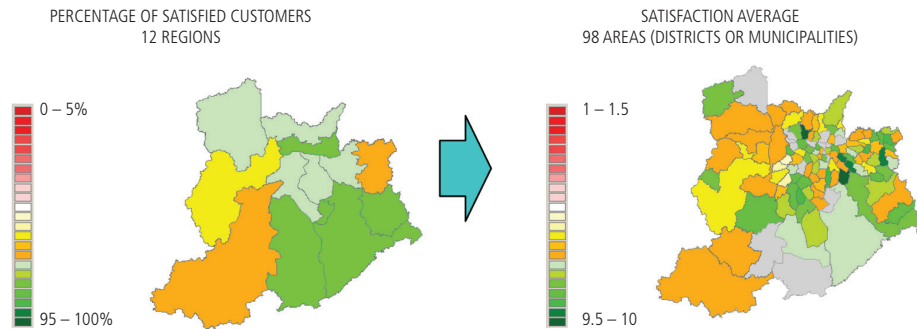 PERCENTAGE OF SATISFIED CUSTOMERS
12 REGIONS
0 – 5%
95 – 100%
SATISFACTION AVERAGE
98 AREAS (DISTRICTS OR MUNICIPALITIES)
1 – 1.5
9.5 – 10